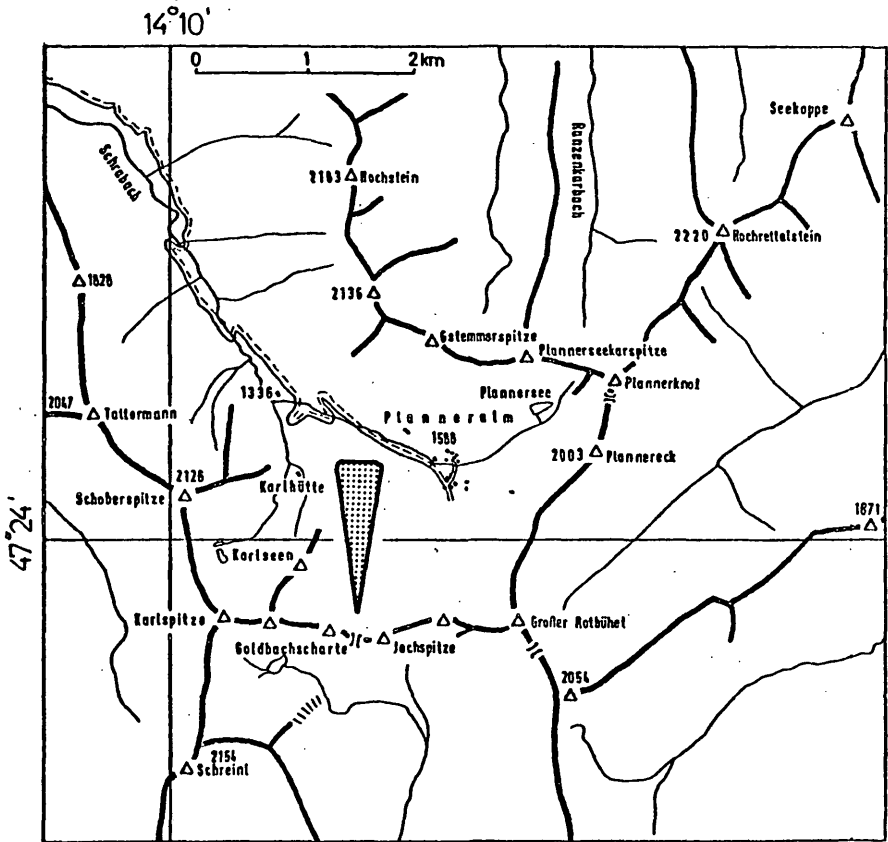 14°10'
0 1 2 km
Seekoppe
Schrabach
2183 Hochstein
Ranzenkarbach
2220 Hochrettelstein
1828
2136
Gstemmerspitze
Plannerseekarspitze
Plannerknot
1336
Plannersee
2047
Tattermann
Planneralm
1588
2003 Plannereck
2126
Schoberspitze
Karlhütte
1871
47°24'
Karlseen
Karlspitze
Großer Rotbühel
Goldbachscharte
Jochspitze
2054
2154
Schreinl